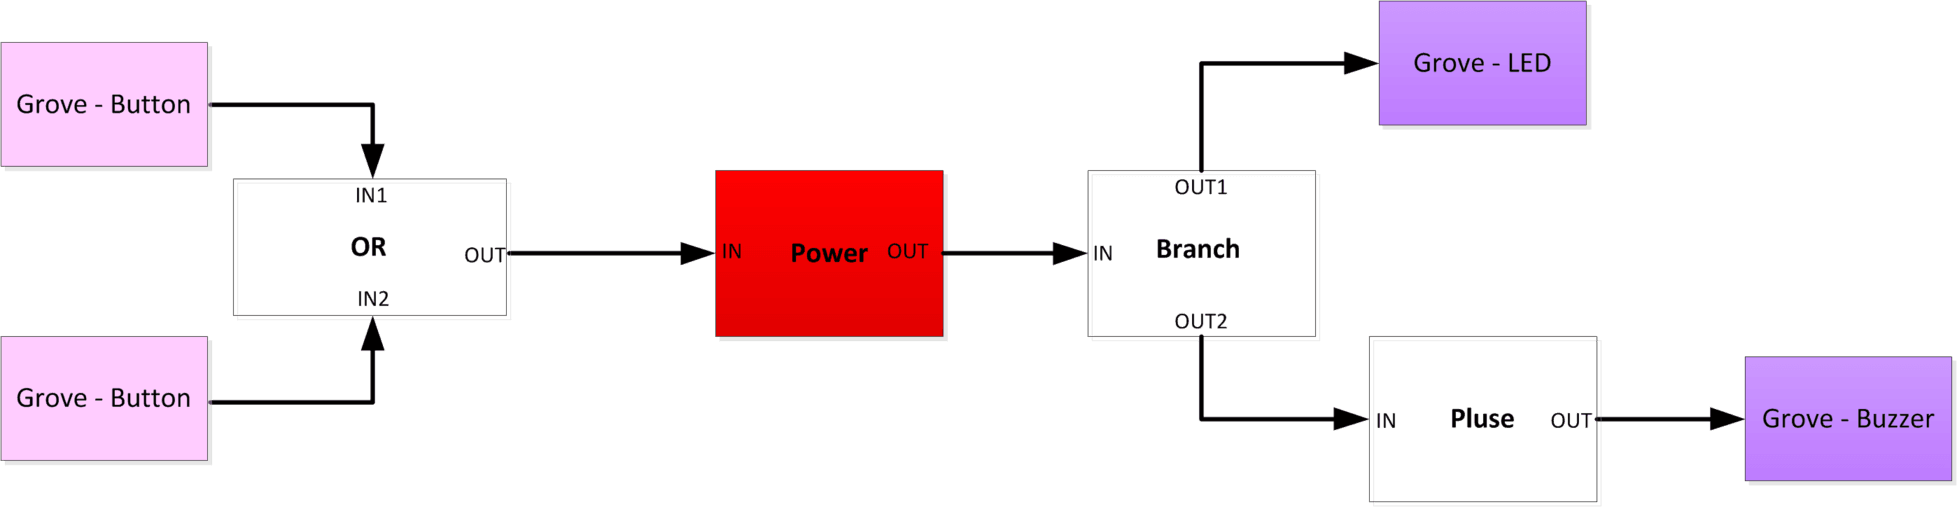 Grove - Button
IN1
OR
OUT
IN2
Grove - Button
IN
Power
OUT
OUT1
IN
Branch
OUT2
Grove - LED
IN
Pluse
OUT
Grove - Buzzer